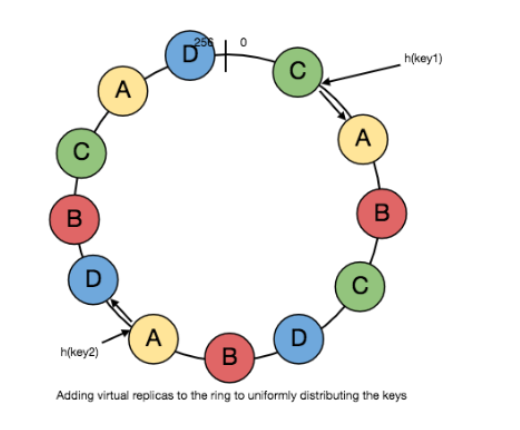 256
0
D
C
h(key1)
A
A
C
B
B
D
C
h(key2)
A
D
B
Adding virtual replicas to the ring to uniformly distributing the keys